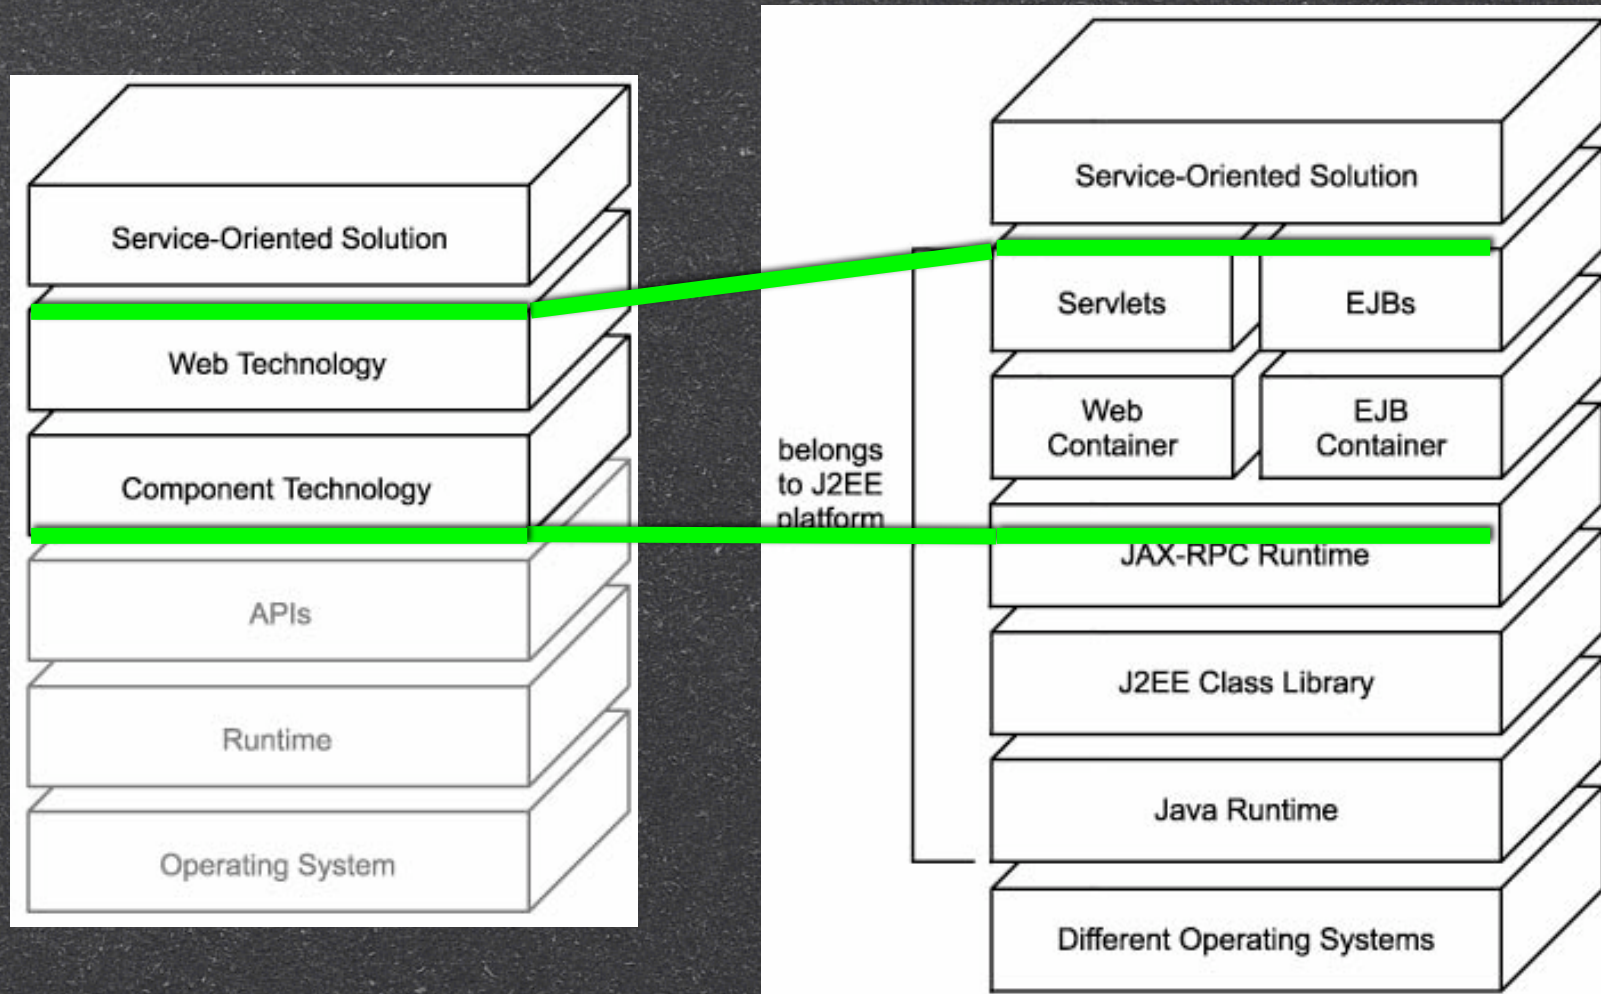 Service-Oriented Solution
Web Technology
Component Technology
APIs
Runtime
Operating System
Service-Oriented Solution
Servlets
EJBs
Web
Container
EJB
Container
belongs
to J2EE
platform
JAX-RPC Runtime
J2EE Class Library
Java Runtime
Different Operating Systems